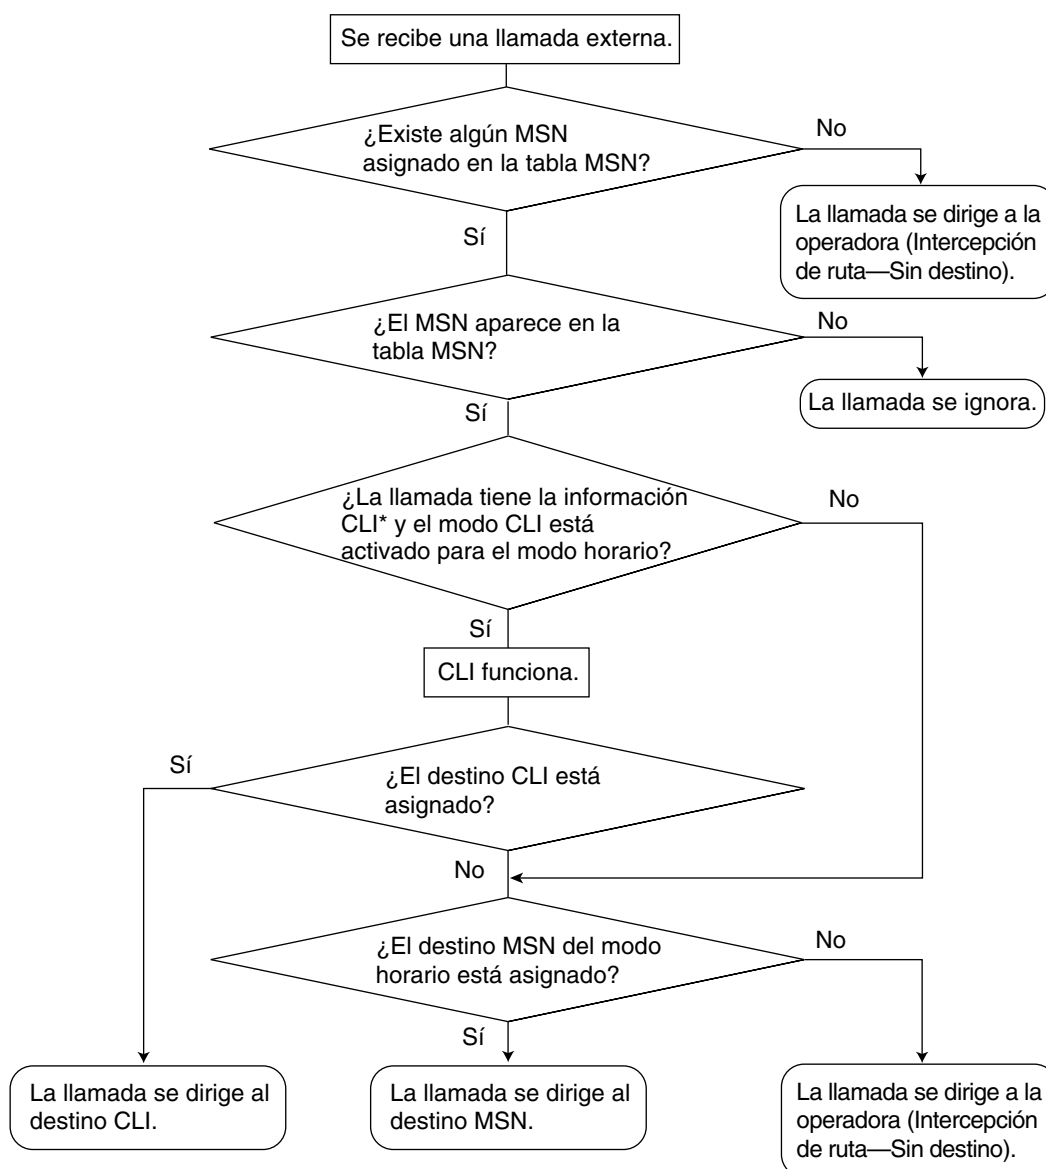 Se recibe una llamada externa.
¿Existe algún MSN
asignado en la tabla MSN?
No
Sí
La llamada se dirige a la
operadora (Intercepción
de ruta—Sin destino).
¿El MSN aparece en la
tabla MSN?
No
Sí
La llamada se ignora.
¿La llamada tiene la información
CLI* y el modo CLI está
activado para el modo horario?
No
Sí
CLI funciona.
Sí
¿El destino CLI está
asignado?
No
¿El destino MSN del modo
horario está asignado?
No
Sí
La llamada se dirige al
destino CLI.
La llamada se dirige al
destino MSN.
La llamada se dirige a la
operadora (Intercepción
de ruta—Sin destino).